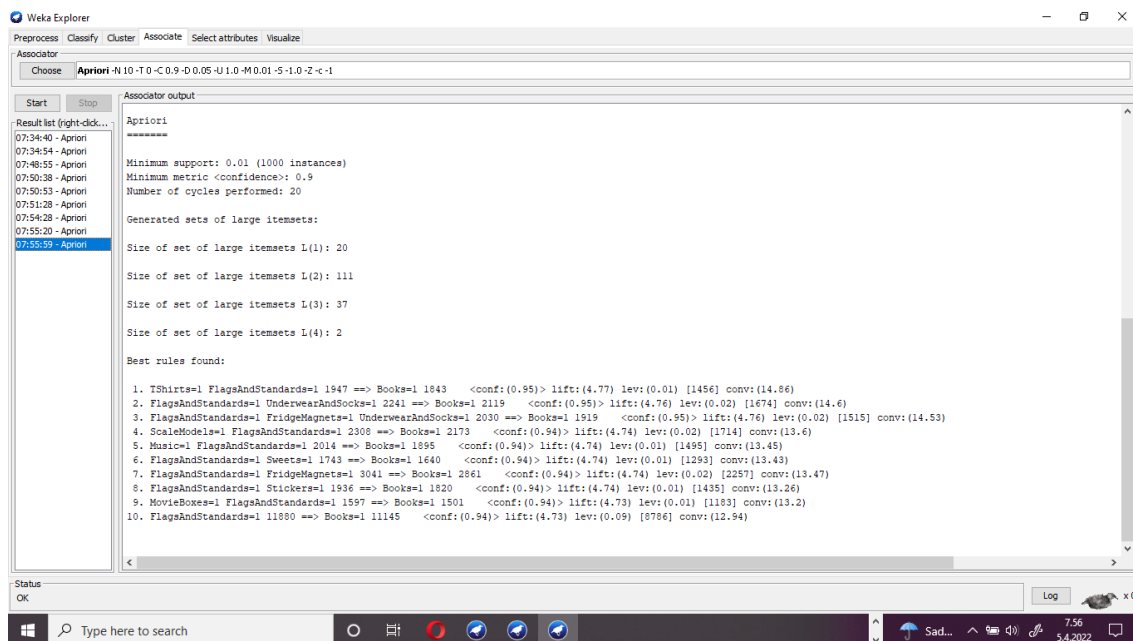 Weka Explorer
Preprocess Classify Cluster Associate Select attributes Visualize
Associator
Choose Apriori -N 10 -T 0 -C 0.9 -D 0.05 -U 1.0 -M 0.01 -S -1.0 -Z -c -1
Start Stop
Result list (right-click...
07:34:40 - Apriori
07:34:54 - Apriori
07:48:55 - Apriori
07:50:38 - Apriori
07:50:53 - Apriori
07:51:28 - Apriori
07:54:28 - Apriori
07:55:20 - Apriori
07:55:59 - Apriori
Associator output
Apriori
=======
Minimum support: 0.01 (1000 instances)
Minimum metric <confidence>: 0.9
Number of cycles performed: 20
Generated sets of large itemsets:
Size of set of large itemsets L(1): 20
Size of set of large itemsets L(2): 111
Size of set of large itemsets L(3): 37
Size of set of large itemsets L(4): 2
Best rules found:
1. TShirts=1 FlagsAndStandards=1 1947 ==> Books=1 1843 <conf:(0.95)> lift:(4.77) lev:(0.01) [1456] conv:(14.86)
2. FlagsAndStandards=1 UnderwearAndSocks=1 2241 ==> Books=1 2119 <conf:(0.95)> lift:(4.76) lev:(0.02) [1674] conv:(14.6)
3. FlagsAndStandards=1 FridgeMagnets=1 UnderwearAndSocks=1 2030 ==> Books=1 1919 <conf:(0.95)> lift:(4.76) lev:(0.02) [1515] conv:(14.53)
4. ScaleModels=1 FlagsAndStandards=1 2308 ==> Books=1 2173 <conf:(0.94)> lift:(4.74) lev:(0.02) [1714] conv:(13.6)
5. Music=1 FlagsAndStandards=1 2014 ==> Books=1 1895 <conf:(0.94)> lift:(4.74) lev:(0.01) [1495] conv:(13.45)
6. FlagsAndStandards=1 Sweets=1 1743 ==> Books=1 1640 <conf:(0.94)> lift:(4.74) lev:(0.01) [1293] conv:(13.43)
7. FlagsAndStandards=1 FridgeMagnets=1 3041 ==> Books=1 2861 <conf:(0.94)> lift:(4.74) lev:(0.02) [2257] conv:(13.47)
8. FlagsAndStandards=1 Stickers=1 1936 ==> Books=1 1820 <conf:(0.94)> lift:(4.74) lev:(0.01) [1435] conv:(13.26)
9. MovieBoxes=1 FlagsAndStandards=1 1597 ==> Books=1 1501 <conf:(0.94)> lift:(4.73) lev:(0.01) [1183] conv:(13.2)
10. FlagsAndStandards=1 11880 ==> Books=1 11145 <conf:(0.94)> lift:(4.73) lev:(0.09) [8786] conv:(12.94)
Status
OK
Log
x 0
Type here to search
Sad...
7.56
5.4.2022